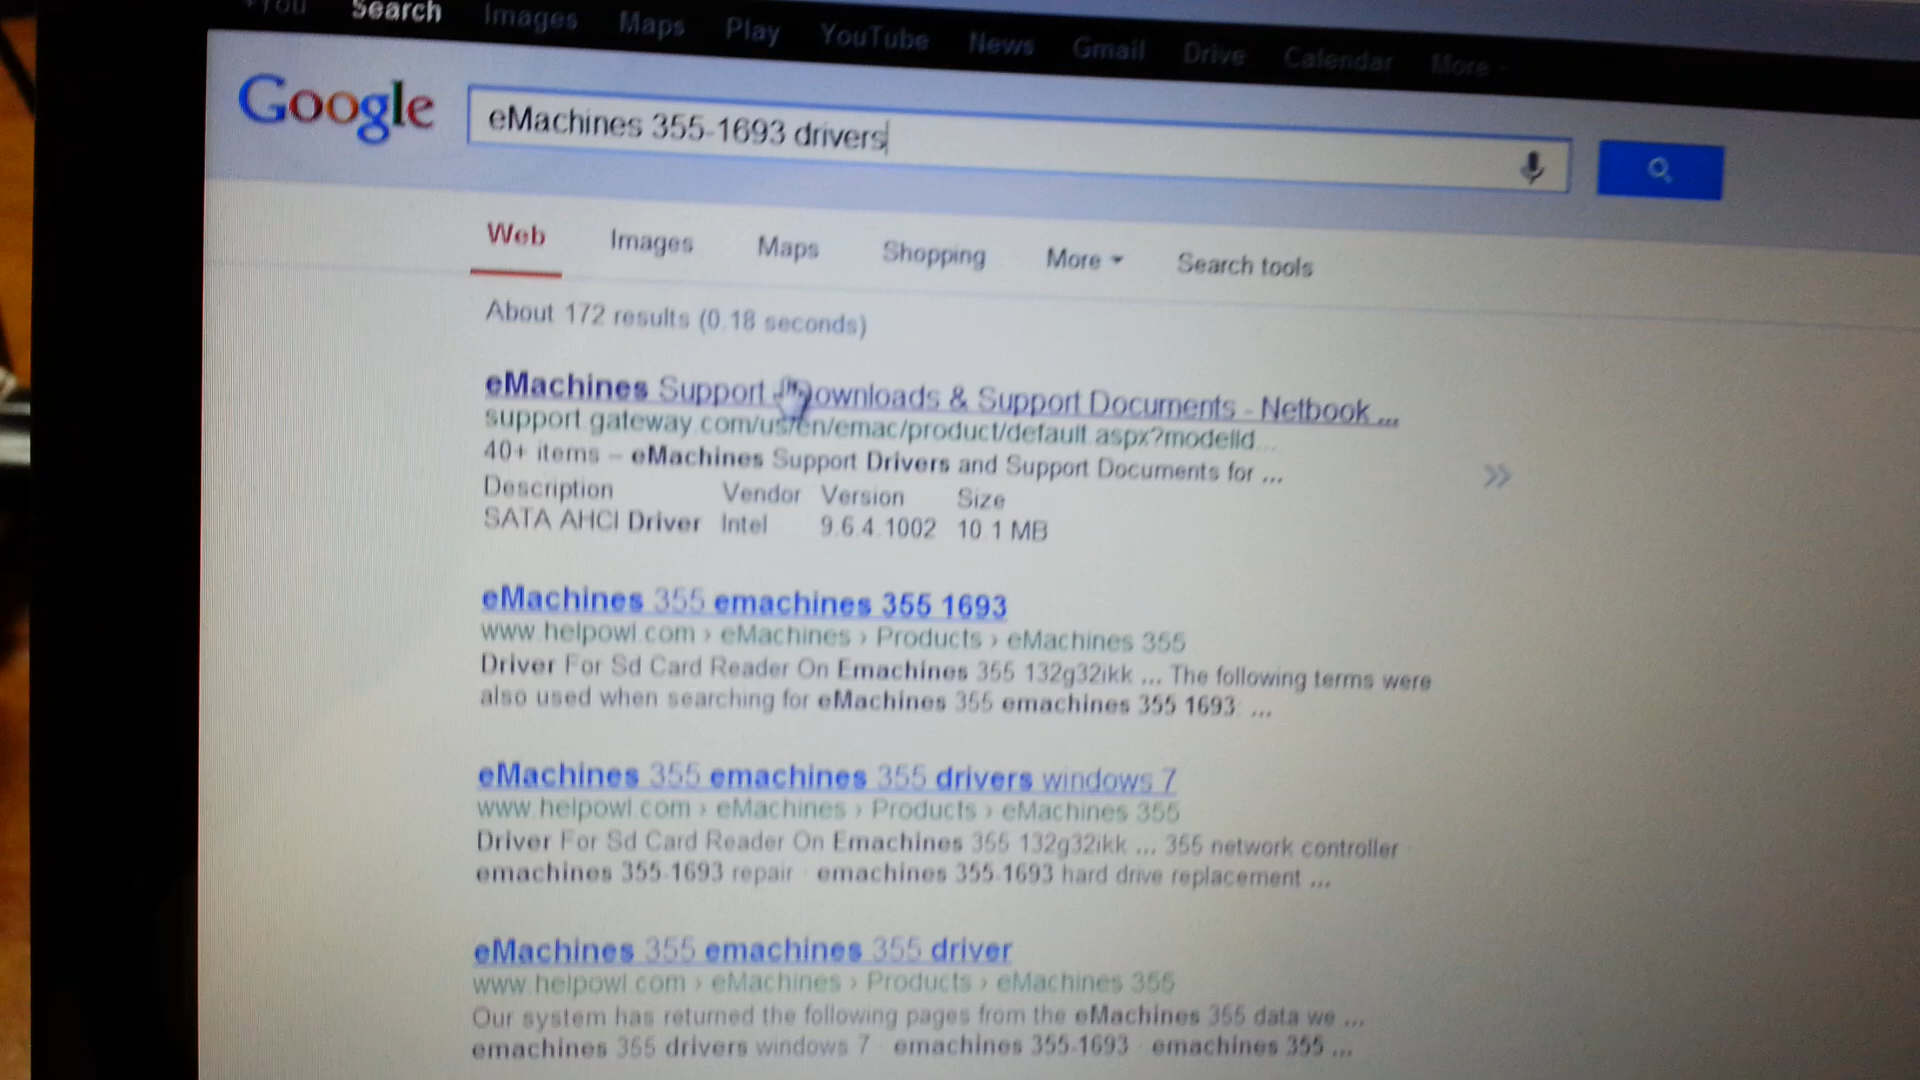 +You Search Images Maps Play YouTube News Gmail Drive Calendar More
Google eMachines 355-1693 drivers
Web Images Maps Shopping More Search tools
About 172 results (0.18 seconds)
eMachines Support - Downloads & Support Documents - Netbook ...
support.gateway.com/us/en/emac/product/default.aspx?modelId...
40+ items – eMachines Support Drivers and Support Documents for ...
Description Vendor Version Size
SATA AHCI Driver Intel 9.6.4.1002 10.1 MB
eMachines 355 emachines 355 1693
www.helpowl.com › eMachines › Products › eMachines 355
Driver For Sd Card Reader On Emachines 355 132g32ikk ... The following terms were
also used when searching for eMachines 355 emachines 355 1693: ...
eMachines 355 emachines 355 drivers windows 7
www.helpowl.com › eMachines › Products › eMachines 355
Driver For Sd Card Reader On Emachines 355 132g32ikk ... 355 network controller ·
emachines 355-1693 repair · emachines 355-1693 hard drive replacement ...
eMachines 355 emachines 355 driver
www.helpowl.com › eMachines › Products › eMachines 355
Our system has returned the following pages from the eMachines 355 data we ...
emachines 355 drivers windows 7 · emachines 355-1693 · emachines 355 ...